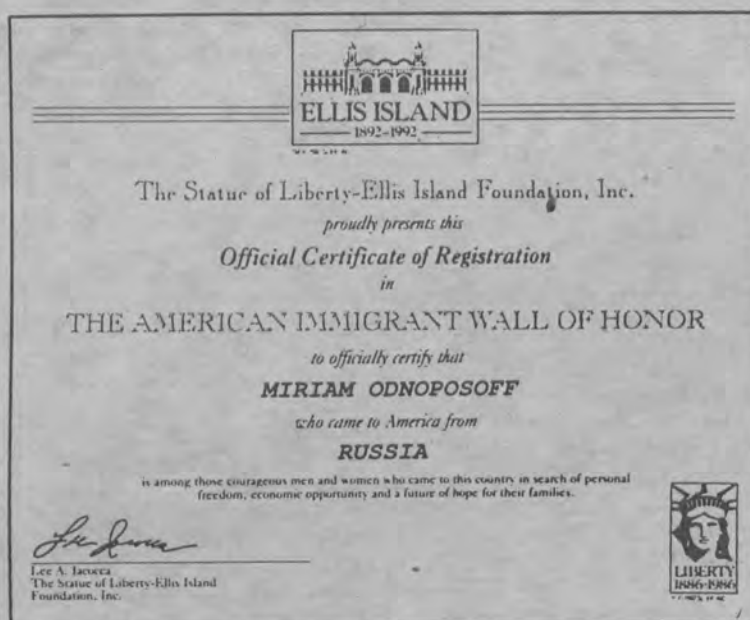 ELLIS ISLAND
1892-1992
The Statue of Liberty-Ellis Island Foundation, Inc.
proudly presents this
Official Certificate of Registration
in
THE AMERICAN IMMIGRANT WALL OF HONOR
to officially certify that
MIRIAM ODNOPOSOFF
who came to America from
RUSSIA
is among those courageous men and women who came to this country in search of personal
freedom, economic opportunity and a future of hope for their families.
Lee A. Iacocca
The Statue of Liberty-Ellis Island
Foundation, Inc.
LIBERTY
1886-1986